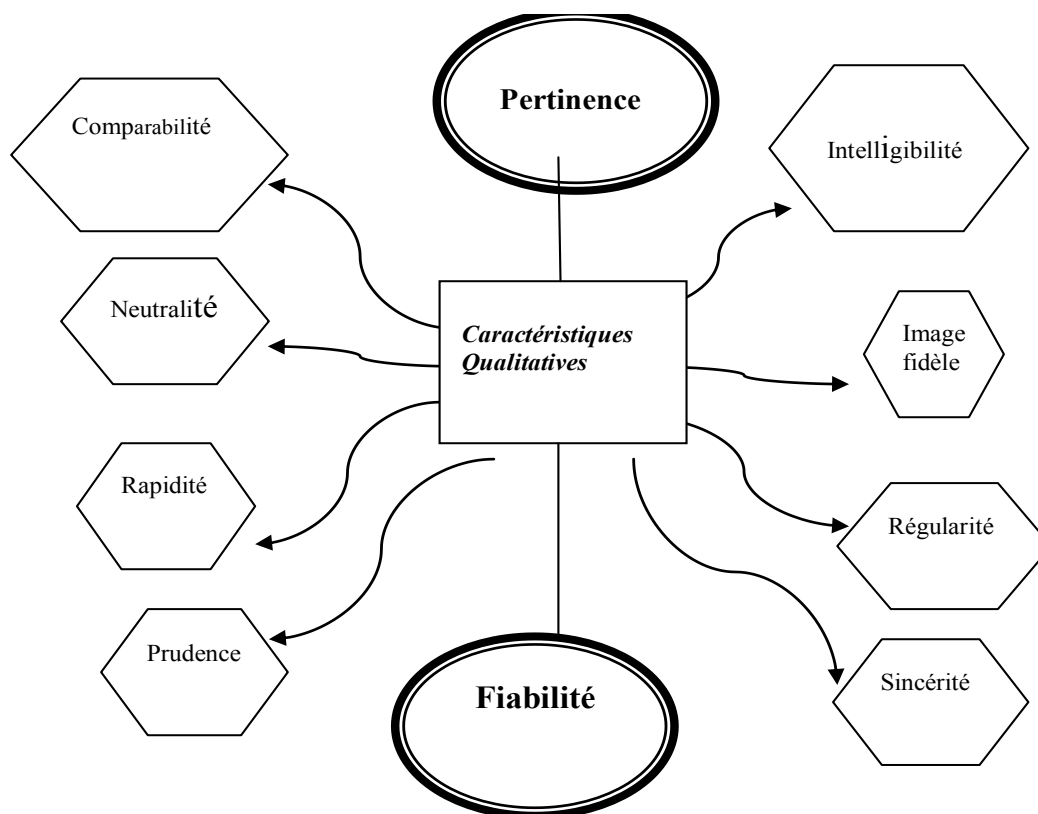 Pertinence
Comparabilité
Intelligibilité
Neutralité
Caractéristiques
Qualitatives
Image
fidèle
Rapidité
Régularité
Prudence
Fiabilité
Sincérité